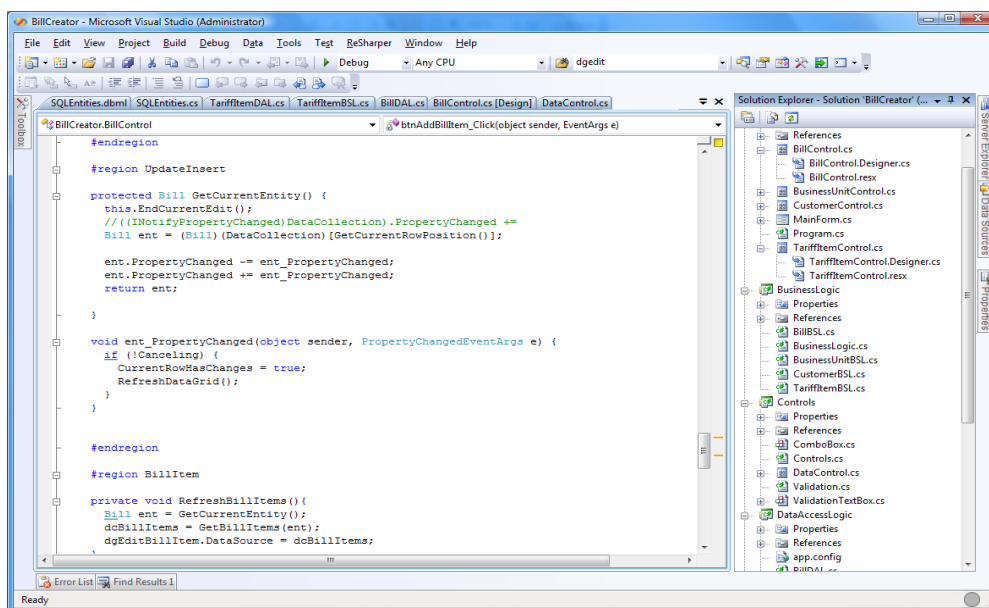 BillCreator - Microsoft Visual Studio (Administrator)
File Edit View Project Build Debug Data Tools Test ReSharper Window Help
Debug Any CPU dgedit
SQLEntities.dbml SQLEntities.cs TariffItemDAL.cs TariffItemBSL.cs BillDAL.cs BillControl.cs [Design] DataControl.cs
BillCreator.BillControl btnAddBillItem_Click(object sender, EventArgs e)
#endregion
#region UpdateInsert
protected Bill GetCurrentEntity() {
this.EndCurrentEdit();
//((INotifyPropertyChanged)DataCollection).PropertyChanged +=
Bill ent = (Bill)(DataCollection)[GetCurrentRowPosition()];
ent.PropertyChanged -= ent_PropertyChanged;
ent.PropertyChanged += ent_PropertyChanged;
return ent;
}
void ent_PropertyChanged(object sender, PropertyChangedEventArgs e) {
if (!Canceling) {
CurrentRowHasChanges = true;
RefreshDataGrid();
}
}
#endregion
#region BillItem
private void RefreshBillItems(){
Bill ent = GetCurrentEntity();
dcBillItems = GetBillItems(ent);
dgEditBillItem.DataSource = dcBillItems;
Toolbox
Solution Explorer - Solution 'BillCreator' (...
References
BillControl.cs
BillControl.Designer.cs
BillControl.resx
BusinessUnitControl.cs
CustomerControl.cs
MainForm.cs
Program.cs
TariffItemControl.cs
TariffItemControl.Designer.cs
TariffItemControl.resx
BusinessLogic
Properties
References
BillBSL.cs
BusinessLogic.cs
BusinessUnitBSL.cs
CustomerBSL.cs
TariffItemBSL.cs
Controls
Properties
References
ComboBox.cs
Controls.cs
DataControl.cs
Validation.cs
ValidationTextBox.cs
DataAccessLogic
Properties
References
app.config
BillDAL.cs
Server Explorer
Data Sources
Properties
Error List Find Results 1
Ready